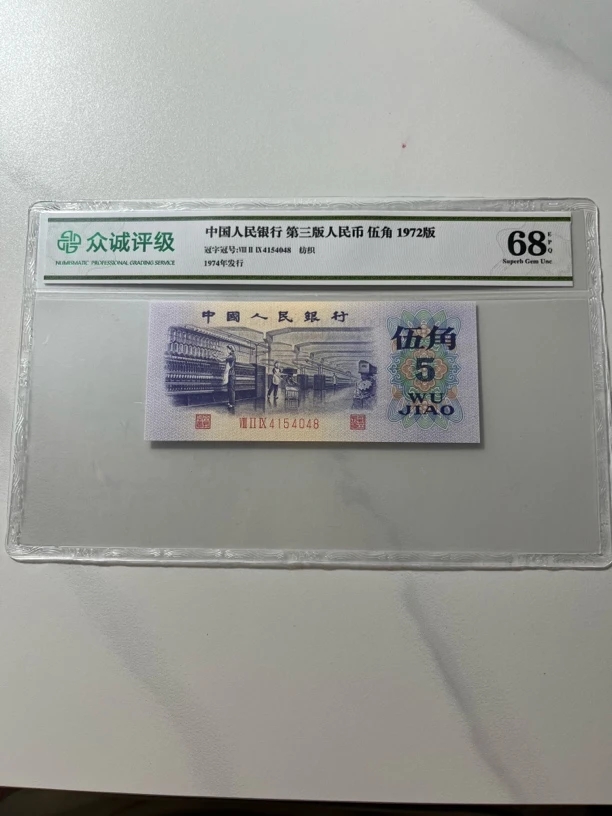 众诚评级
NUMISMATIC PROFESSIONAL GRADING SERVICE
中国人民银行 第三版人民币 伍角 1972版
冠字冠号:VIII II IX 4154048 纺织
1974年发行
68 EPQ
Superb Gem Unc
中國人民銀行
伍角
5
WU
JIAO
VIII II IX 4154048